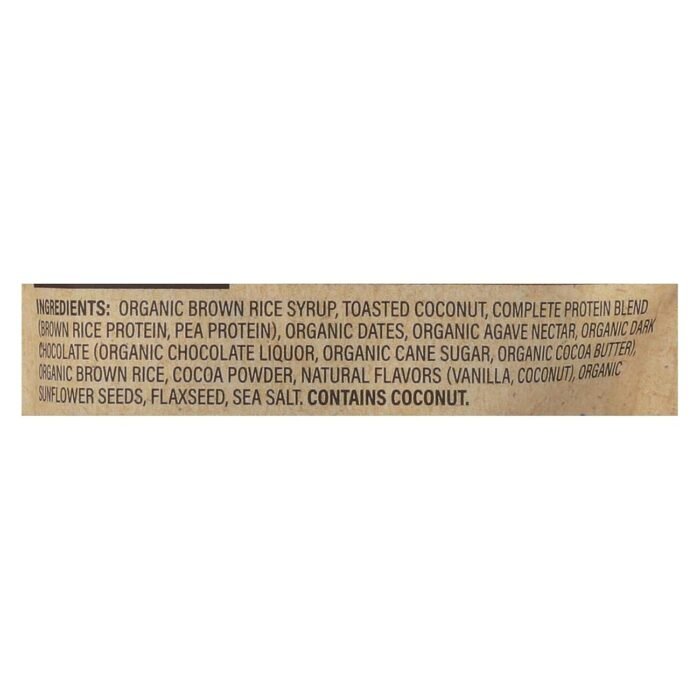 INGREDIENTS: ORGANIC BROWN RICE SYRUP, TOASTED COCONUT, COMPLETE PROTEIN BLEND
(BROWN RICE PROTEIN, PEA PROTEIN), ORGANIC DATES, ORGANIC AGAVE NECTAR, ORGANIC DARK
CHOCOLATE (ORGANIC CHOCOLATE LIQUOR, ORGANIC CANE SUGAR, ORGANIC COCOA BUTTER),
ORGANIC BROWN RICE, COCOA POWDER, NATURAL FLAVORS (VANILLA, COCONUT), ORGANIC
SUNFLOWER SEEDS, FLAXSEED, SEA SALT. CONTAINS COCONUT.